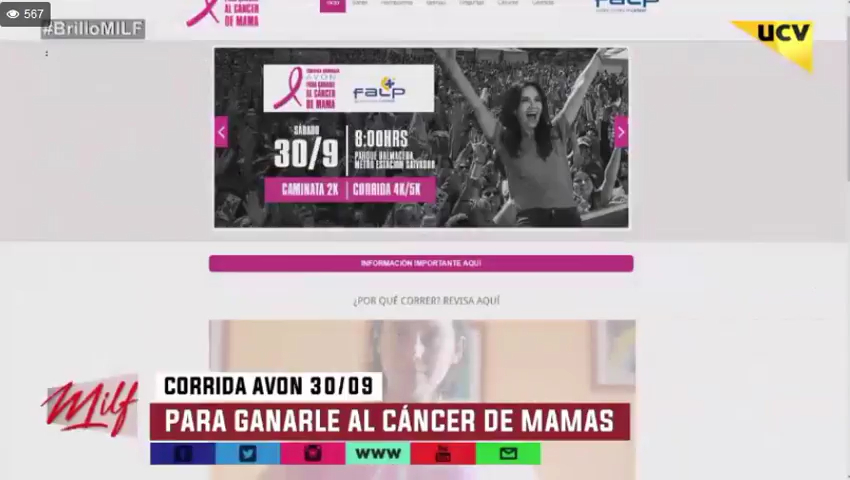 567
#BrilloMILF
AL CÁNCER
DE MAMA
UCV
AVON
PARA GANARLE
AL CÁNCER
DE MAMA
FALP
SÁBADO
30/9
8:00HRS
PARQUE BALMACEDA
METRO ESTACIÓN SALVADOR
CAMINATA 2K
CORRIDA 4K/5K
INFORMACIÓN IMPORTANTE AQUÍ
¿POR QUÉ CORRER? REVISA AQUÍ
Milf
CORRIDA AVON 30/09
PARA GANARLE AL CÁNCER DE MAMAS
WWW